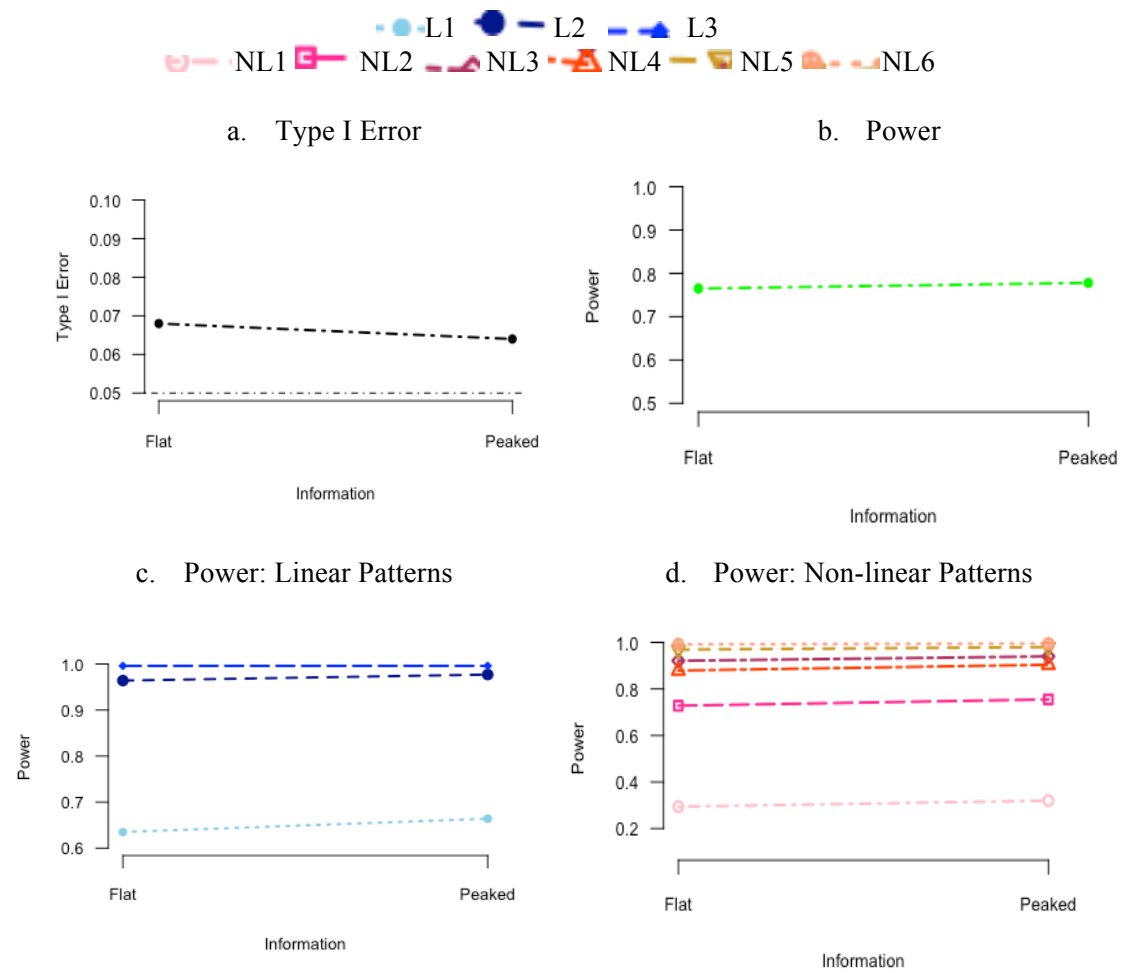 L1 L2 L3
NL1 NL2 NL3 NL4 NL5 NL6
a. Type I Error
b. Power
0.10
0.09
0.08
0.07
0.06
0.05
Type I Error
Flat Peaked
Information
1.0
0.9
0.8
0.7
0.6
0.5
Power
Flat Peaked
Information
c. Power: Linear Patterns
d. Power: Non-linear Patterns
1.0
0.9
0.8
0.7
0.6
Power
Flat Peaked
Information
1.0
0.8
0.6
0.4
0.2
Power
Flat Peaked
Information